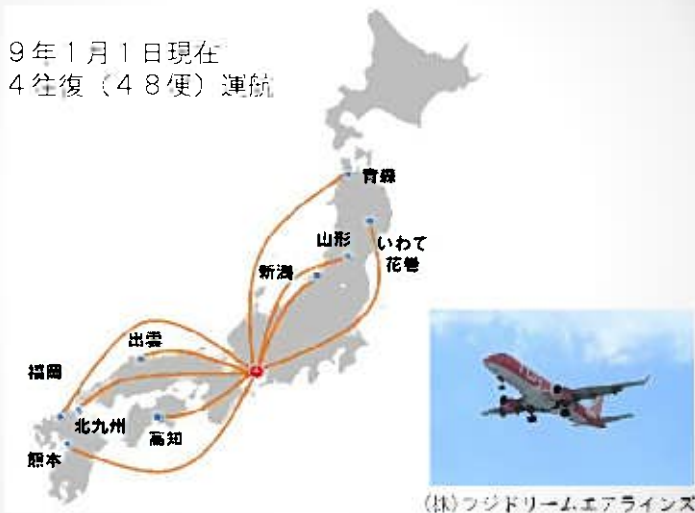 9年1月1日現在
4往復（48便）運航
青森
山形
いわて
花巻
新潟
出雲
福岡
北九州
高知
熊本
(株)フジドリームエアラインズ